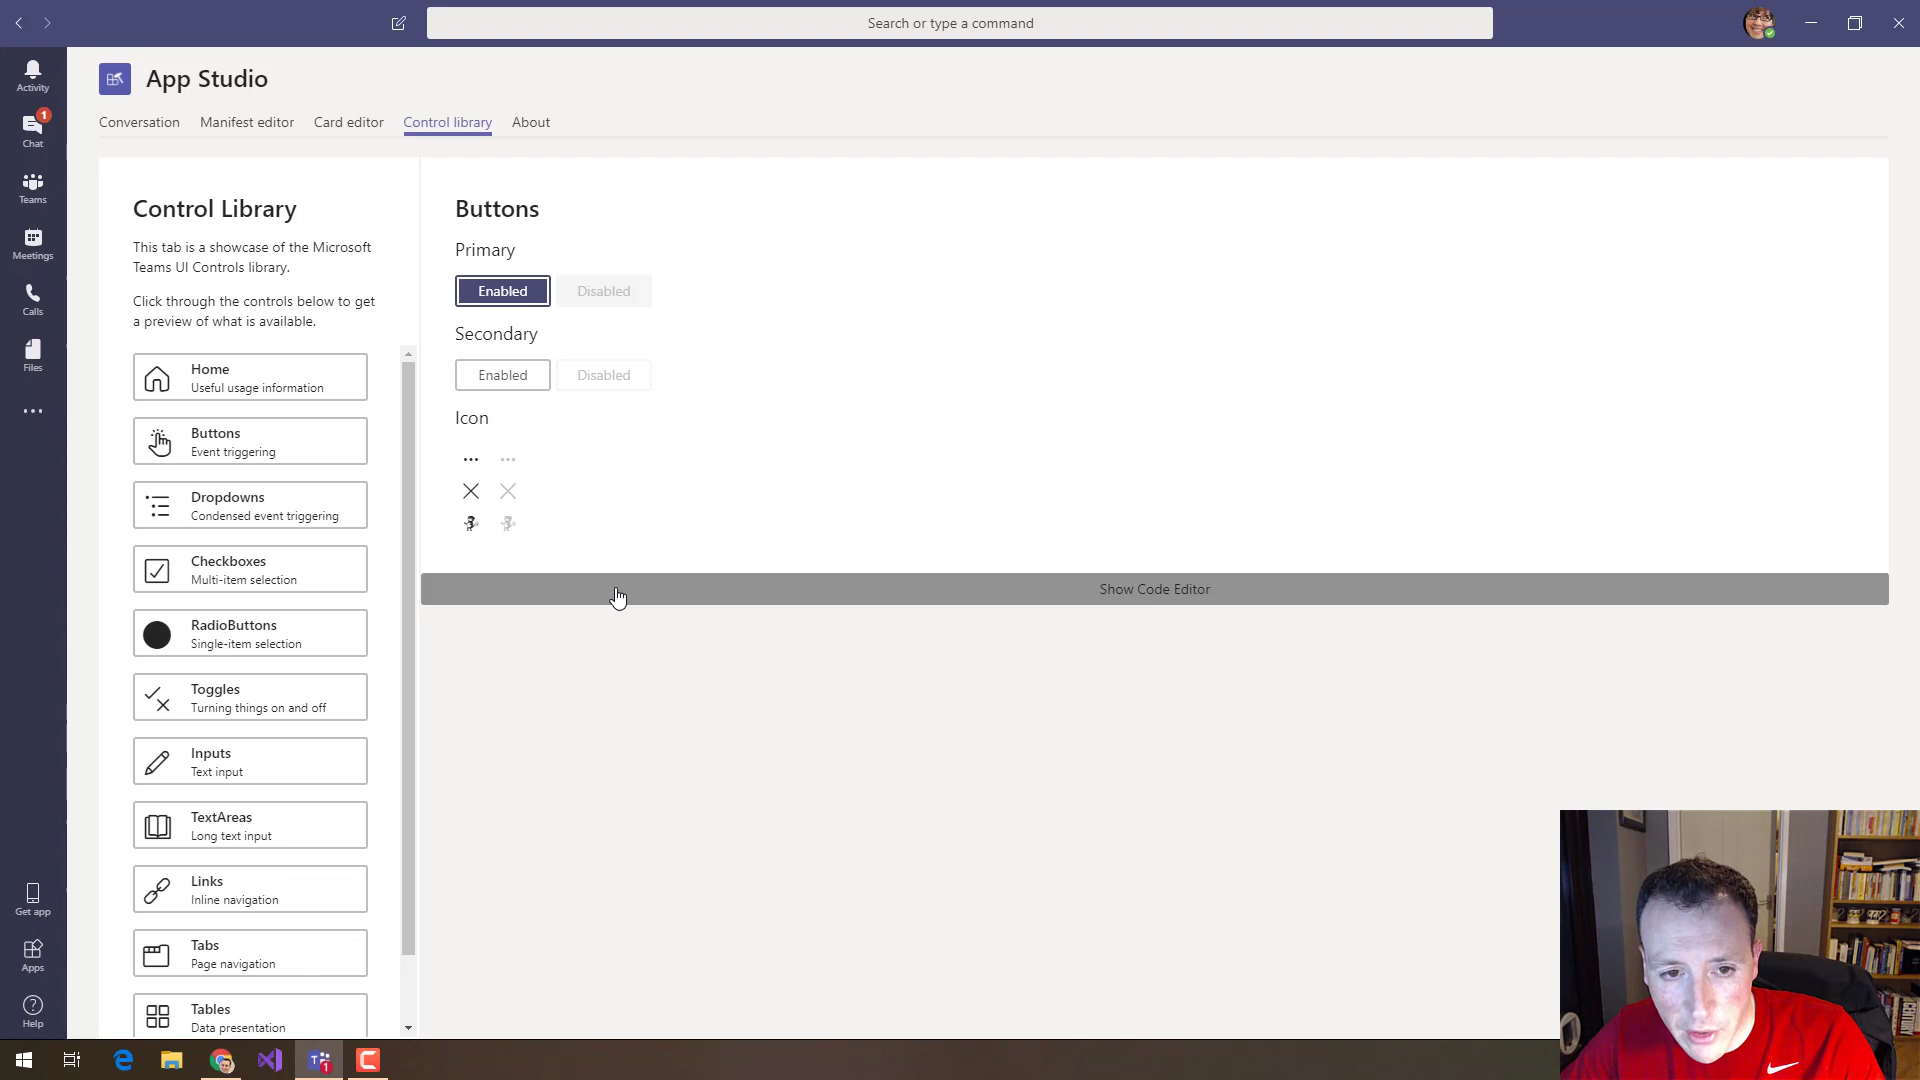 Search or type a command
App Studio
Conversation
Manifest editor
Card editor
Control library
About
Activity
1
Chat
Teams
Meetings
Calls
Files
Get app
Apps
Help
Control Library
This tab is a showcase of the Microsoft
Teams UI Controls library.
Click through the controls below to get
a preview of what is available.
Home
Useful usage information
Buttons
Event triggering
Dropdowns
Condensed event triggering
Checkboxes
Multi-item selection
RadioButtons
Single-item selection
Toggles
Turning things on and off
Inputs
Text input
TextAreas
Long text input
Links
Inline navigation
Tabs
Page navigation
Tables
Data presentation
Buttons
Primary
Enabled
Disabled
Secondary
Enabled
Disabled
Icon
Show Code Editor
1